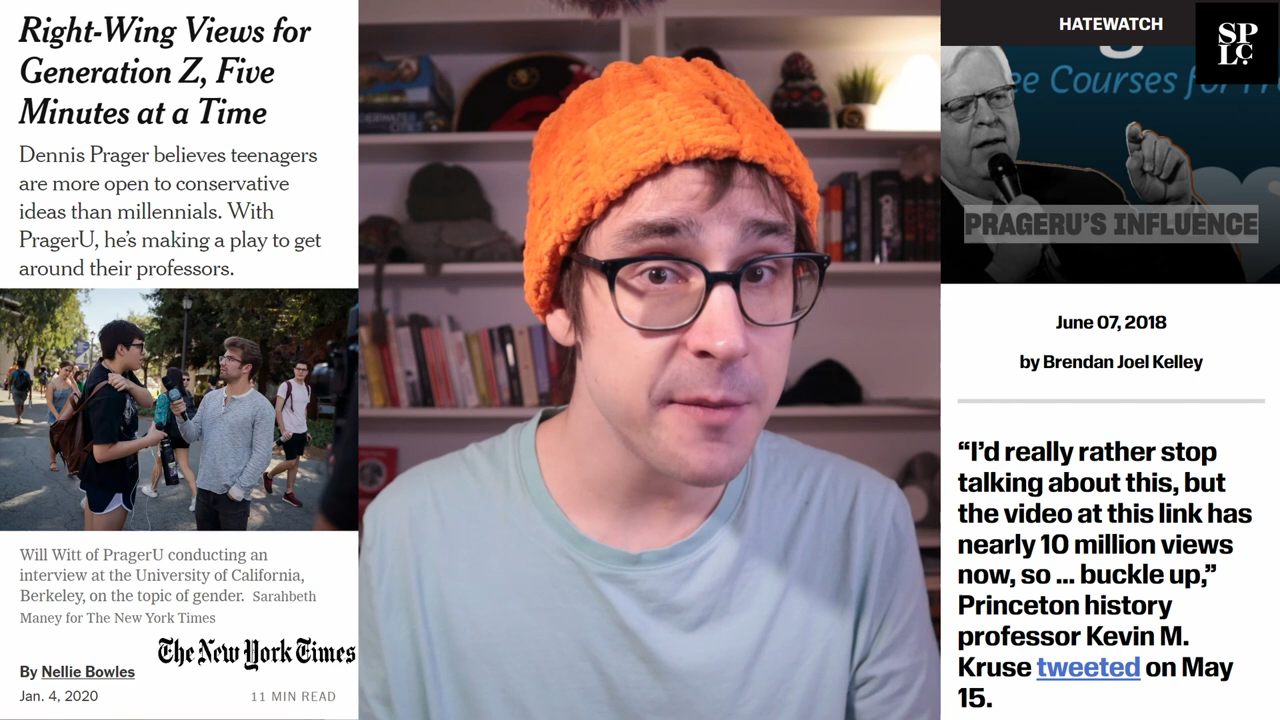 Right-Wing Views for
Generation Z, Five
Minutes at a Time
Dennis Prager believes teenagers
are more open to conservative
ideas than millennials. With
PragerU, he's making a play to get
around their professors.
Will Witt of PragerU conducting an
interview at the University of California,
Berkeley, on the topic of gender. Sarahbeth
Maney for The New York Times
The New York Times
By Nellie Bowles
Jan. 4, 2020
11 MIN READ
HATEWATCH
SP
LC.
ee Courses for
PRAGERU'S INFLUENCE
June 07, 2018
by Brendan Joel Kelley
“I'd really rather stop
talking about this, but
the video at this link has
nearly 10 million views
now, so ... buckle up,”
Princeton history
professor Kevin M.
Kruse tweeted on May
15.